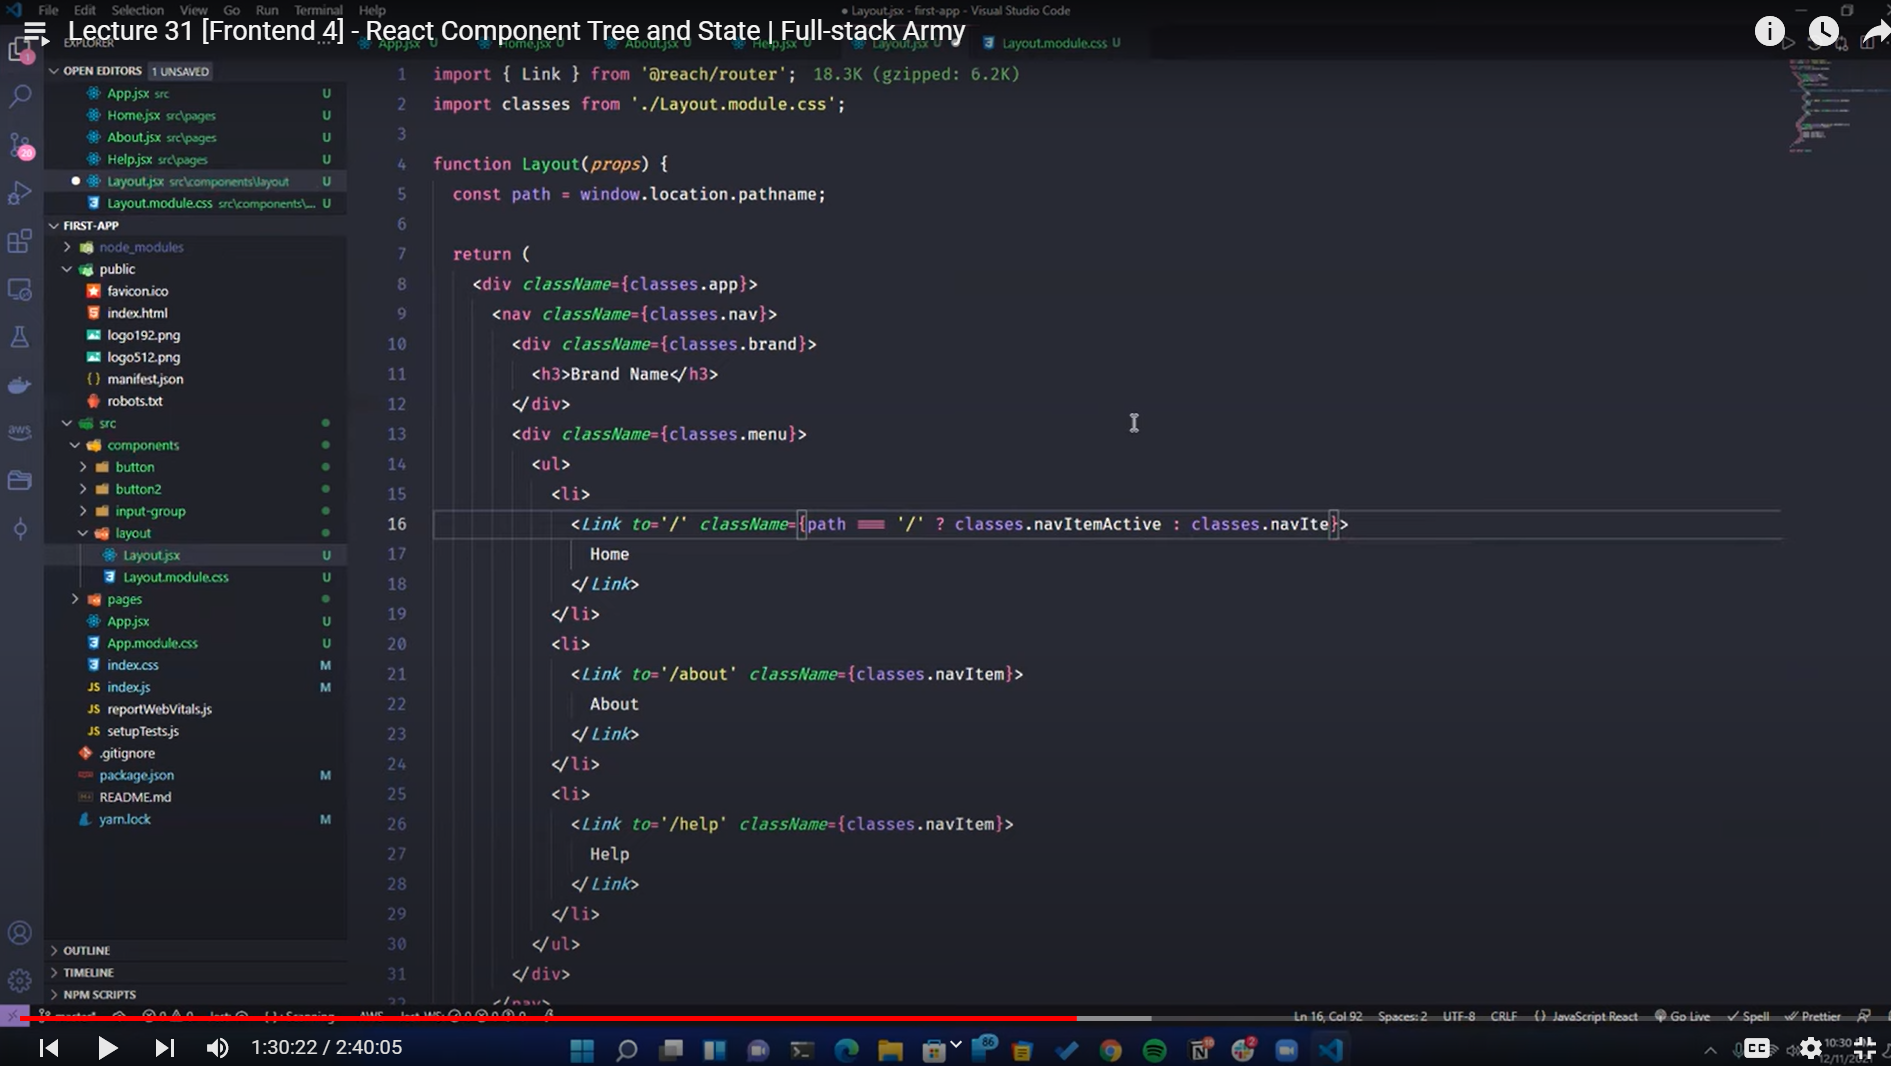 File Edit Selection View Go Run Terminal Help
● Layout.jsx - first-app - Visual Studio Code
Lecture 31 [Frontend 4] - React Component Tree and State | Full-stack Army
EXPLORER
App.jsx U
Home.jsx U
About.jsx U
Help.jsx U
Layout.jsx U
Layout.module.css U
OPEN EDITORS 1 UNSAVED
App.jsx src U
Home.jsx src\pages U
About.jsx src\pages U
Help.jsx src\pages U
Layout.jsx src\components\layout U
Layout.module.css src\components\... U
FIRST-APP
node_modules
public
favicon.ico
index.html
logo192.png
logo512.png
manifest.json
robots.txt
src
components
button
button2
input-group
layout
Layout.jsx U
Layout.module.css U
pages
App.jsx U
App.module.css U
index.css M
index.js M
reportWebVitals.js
setupTests.js
.gitignore
package.json M
README.md
yarn.lock M
OUTLINE
TIMELINE
NPM SCRIPTS
1
20
aws
1 import { Link } from '@reach/router'; 18.3K (gzipped: 6.2K)
2 import classes from './Layout.module.css';
3
4 function Layout(props) {
5 const path = window.location.pathname;
6
7 return (
8 <div className={classes.app}>
9 <nav className={classes.nav}>
10 <div className={classes.brand}>
11 <h3>Brand Name</h3>
12 </div>
13 <div className={classes.menu}>
14 <ul>
15 <li>
16 <Link to='/' className={path === '/' ? classes.navItemActive : classes.navIte}>
17 Home
18 </Link>
19 </li>
20 <li>
21 <Link to='/about' className={classes.navItem}>
22 About
23 </Link>
24 </li>
25 <li>
26 <Link to='/help' className={classes.navItem}>
27 Help
28 </Link>
29 </li>
30 </ul>
31 </div>
32 </nav>
Ln 16, Col 92 Spaces: 2 UTF-8 CRLF {} JavaScript React Go Live Spell Prettier
1:30:22 / 2:40:05
86
CC
12/11/